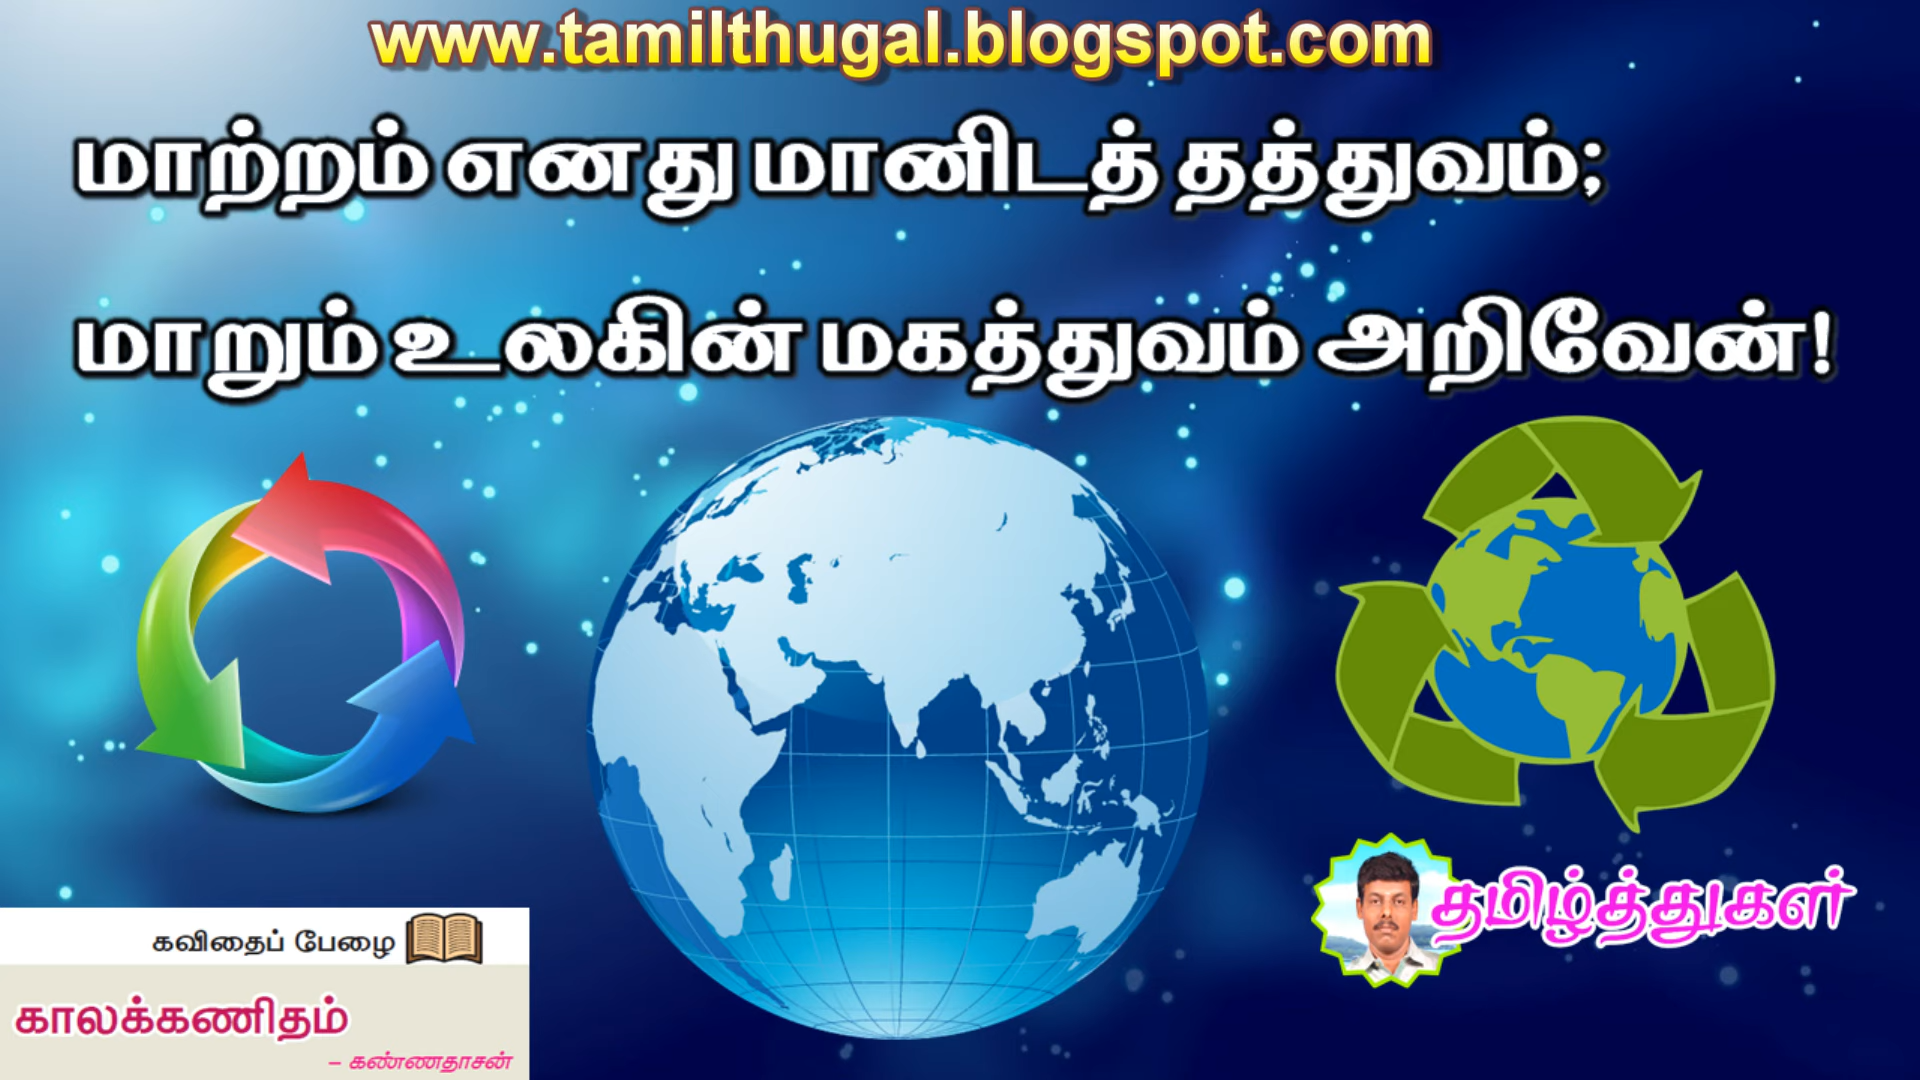 www.tamilthugal.blogspot.com
மாற்றம் எனது மானிடத் தத்துவம்;
மாறும் உலகின் மகத்துவம் அறிவேன்!
தமிழ்த்துகள்
கவிதைப் பேழை
காலக்கணிதம்
– கண்ணதாசன்